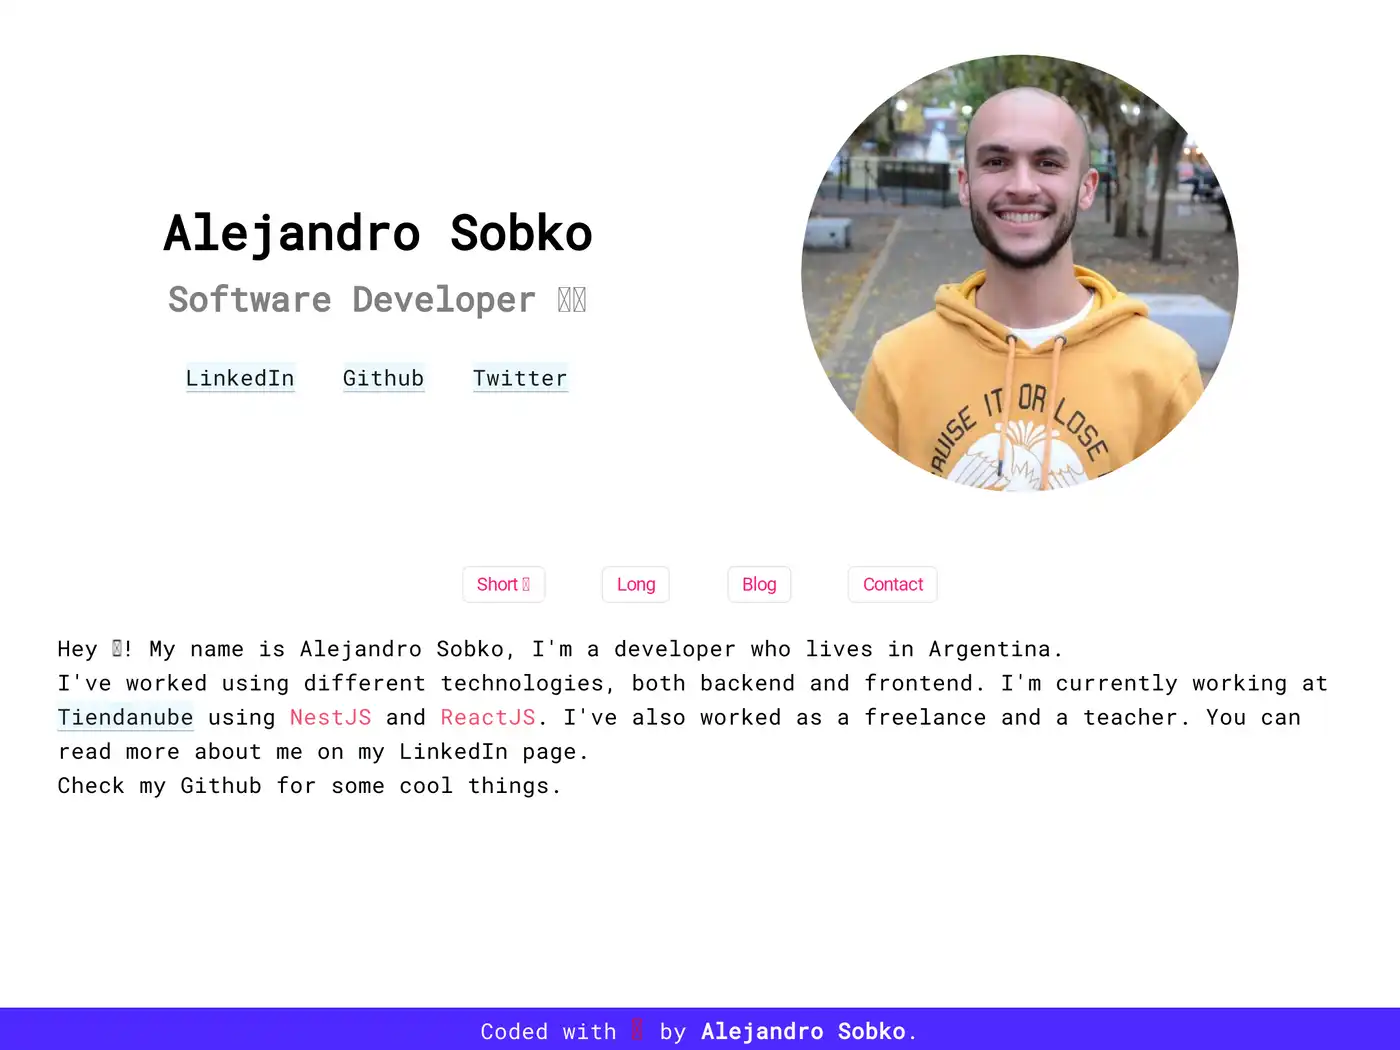 Alejandro Sobko
Software Developer
LinkedIn Github Twitter
RUISE IT OR LOSE
Short Long Blog Contact
Hey ! My name is Alejandro Sobko, I'm a developer who lives in Argentina.
I've worked using different technologies, both backend and frontend. I'm currently working at
Tiendanube using NestJS and ReactJS. I've also worked as a freelance and a teacher. You can
read more about me on my LinkedIn page.
Check my Github for some cool things.
Coded with by Alejandro Sobko.